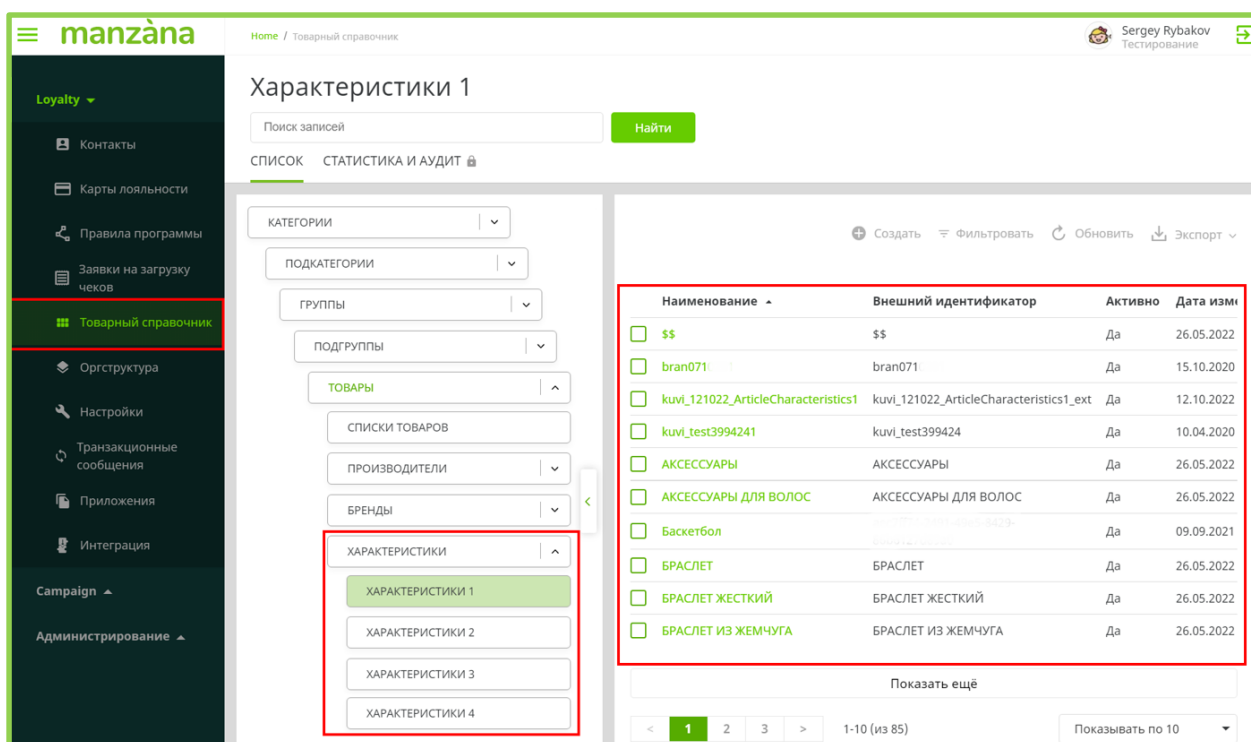 manzàna
Home / Товарный справочник
Sergey Rybakov
Тестирование
Loyalty
Контакты
Карты лояльности
Правила программы
Заявки на загрузку
чеков
Товарный справочник
Оргструктура
Настройки
Транзакционные
сообщения
Приложения
Интеграция
Campaign
Администрирование
Характеристики 1
Поиск записей
Найти
СПИСОК СТАТИСТИКА И АУДИТ
КАТЕГОРИИ
ПОДКАТЕГОРИИ
ГРУППЫ
ПОДГРУППЫ
ТОВАРЫ
СПИСКИ ТОВАРОВ
ПРОИЗВОДИТЕЛИ
БРЕНДЫ
ХАРАКТЕРИСТИКИ
ХАРАКТЕРИСТИКИ 1
ХАРАКТЕРИСТИКИ 2
ХАРАКТЕРИСТИКИ 3
ХАРАКТЕРИСТИКИ 4
Создать Фильтровать Обновить Экспорт
Наименование Внешний идентификатор Активно Дата изме
$$ $$ Да 26.05.2022
bran071 bran071 Да 15.10.2020
kuvi_121022_ArticleCharacteristics1 kuvi_121022_ArticleCharacteristics1_ext Да 12.10.2022
kuvi_test3994241 kuvi_test399424 Да 10.04.2020
АКСЕССУАРЫ АКСЕССУАРЫ Да 26.05.2022
АКСЕССУАРЫ ДЛЯ ВОЛОС АКСЕССУАРЫ ДЛЯ ВОЛОС Да 26.05.2022
Баскетбол Да 09.09.2021
БРАСЛЕТ БРАСЛЕТ Да 26.05.2022
БРАСЛЕТ ЖЕСТКИЙ БРАСЛЕТ ЖЕСТКИЙ Да 26.05.2022
БРАСЛЕТ ИЗ ЖЕМЧУГА БРАСЛЕТ ИЗ ЖЕМЧУГА Да 26.05.2022
Показать ещё
< 1 2 3 > 1-10 (из 85) Показывать по 10